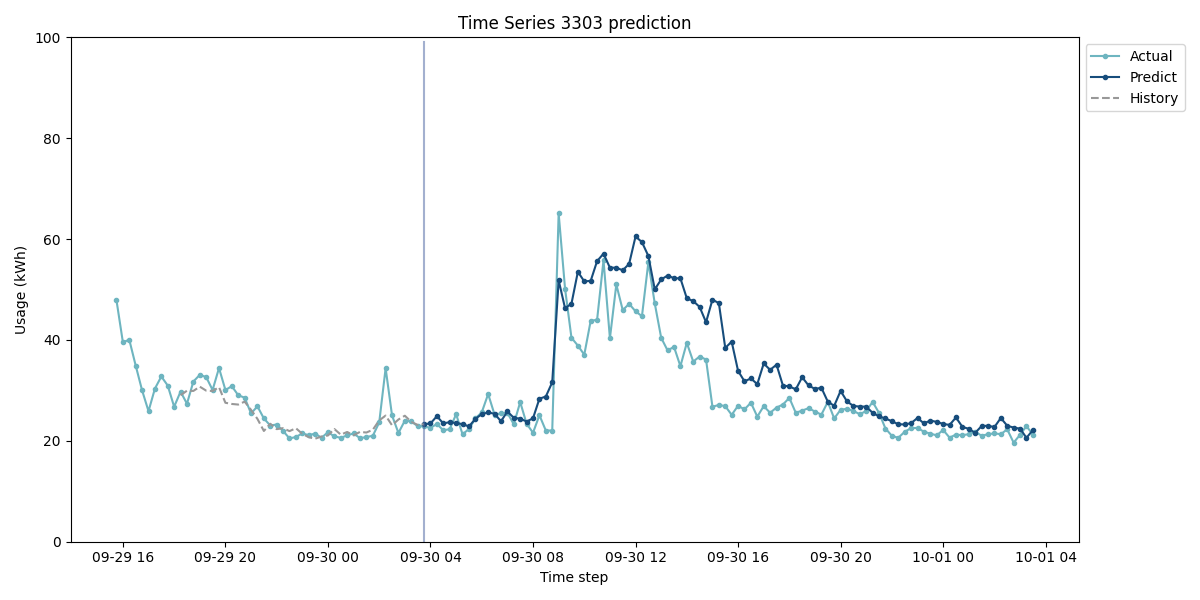 Time Series 3303 prediction
100
80
60
40
20
0
Usage (kWh)
09-29 16
09-29 20
09-30 00
09-30 04
09-30 08
09-30 12
09-30 16
09-30 20
10-01 00
10-01 04
Time step
Actual
Predict
History